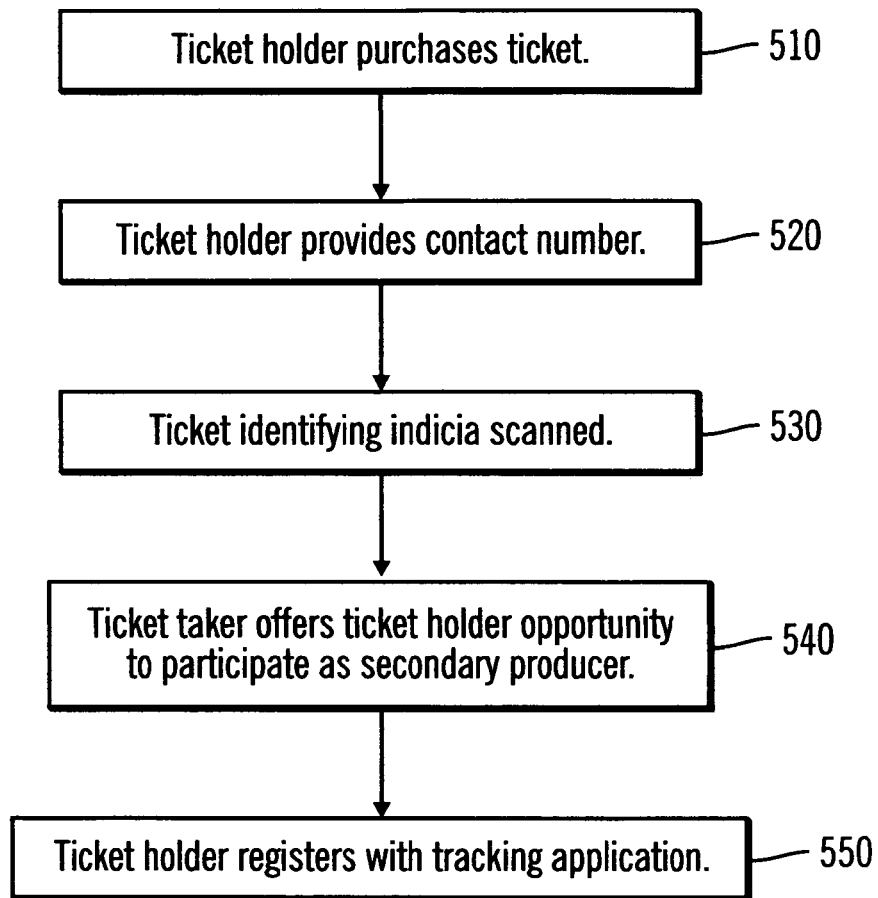 Ticket holder purchases ticket.
510
Ticket holder provides contact number.
520
Ticket identifying indicia scanned.
530
Ticket taker offers ticket holder opportunity
to participate as secondary producer.
540
Ticket holder registers with tracking application.
550